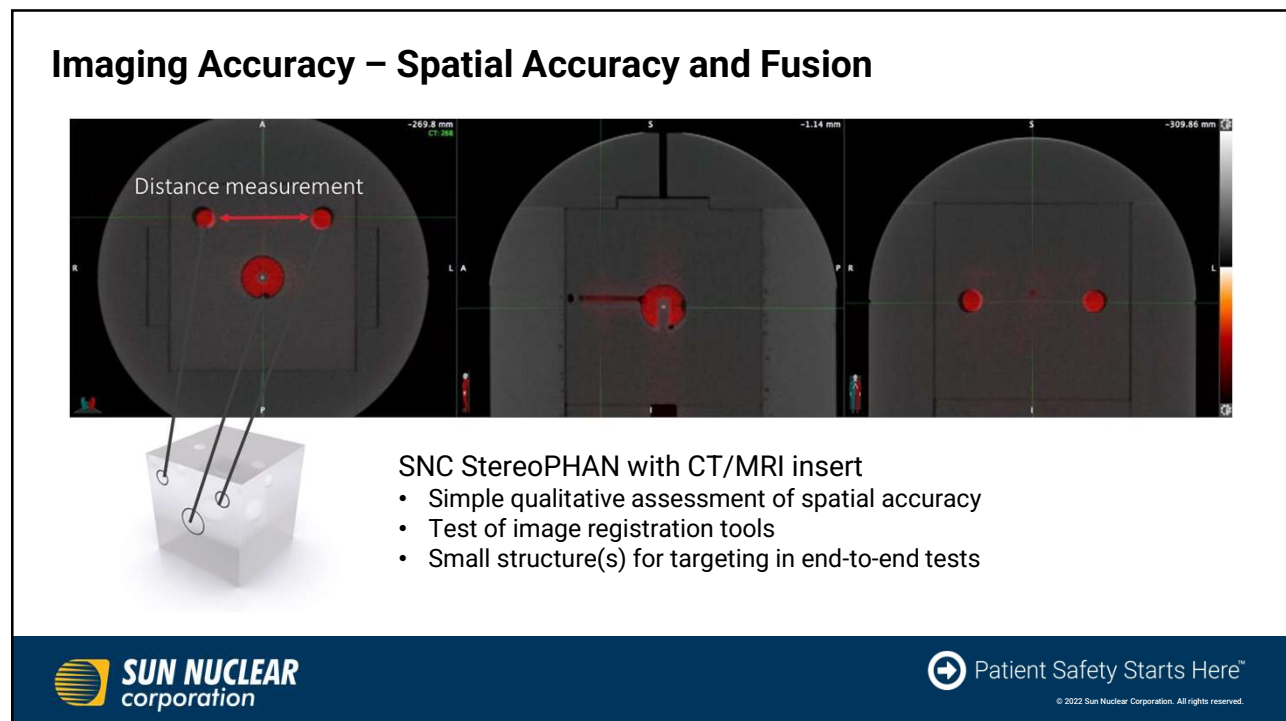 Imaging Accuracy – Spatial Accuracy and Fusion
A
-269.8 mm
CT: 268
Distance measurement
R
L
P
S
-1.14 mm
A
P
I
S
-309.86 mm
R
L
I
SNC StereoPHAN with CT/MRI insert
• Simple qualitative assessment of spatial accuracy
• Test of image registration tools
• Small structure(s) for targeting in end-to-end tests
SUN NUCLEAR
corporation
Patient Safety Starts Here™
© 2022 Sun Nuclear Corporation. All rights reserved.